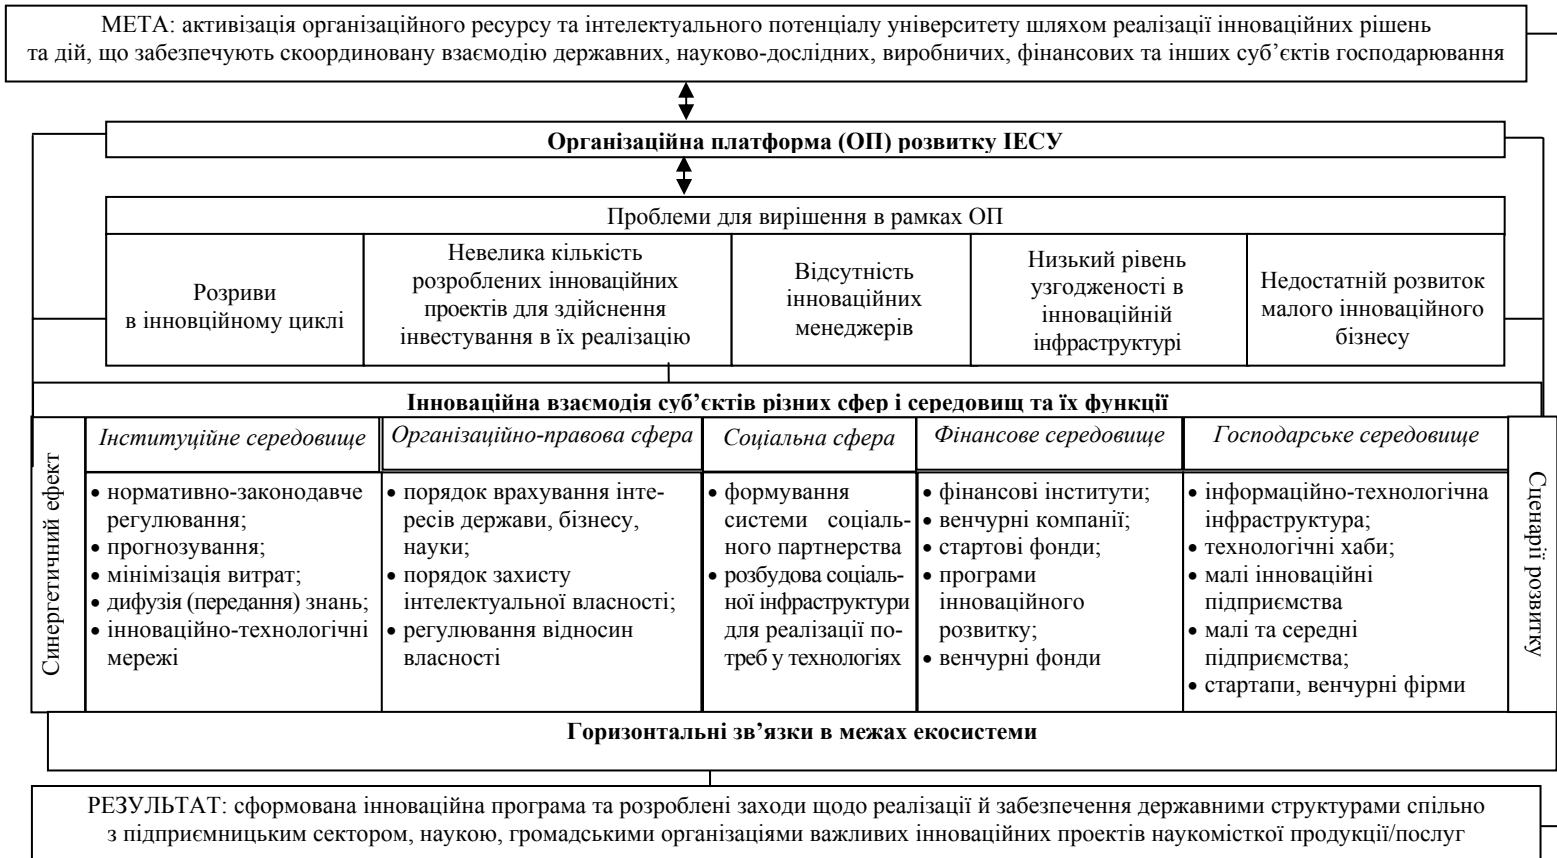 МЕТА: активізація організаційного ресурсу та інтелектуального потенціалу університету шляхом реалізації інноваційних рішень
та дій, що забезпечують скоординовану взаємодію державних, науково-дослідних, виробничих, фінансових та інших суб’єктів господарювання
Організаційна платформа (ОП) розвитку ІЕСУ
Проблеми для вирішення в рамках ОП
Розриви
в інновційному циклі
Невелика кількість
розроблених інноваційних
проектів для здійснення
інвестування в їх реалізацію
Відсутність
інноваційних
менеджерів
Низький рівень
узгодженості в
інноваційній
інфраструктурі
Недостатній розвиток
малого інноваційного
бізнесу
Інноваційна взаємодія суб’єктів різних сфер і середовищ та їх функції
Синергетичний ефект
Інституційне середовище
• нормативно-законодавче
регулювання;
• прогнозування;
• мінімізація витрат;
• дифузія (передання) знань;
• інноваційно-технологічні
мережі
Організаційно-правова сфера
• порядок врахування інте-
ресів держави, бізнесу,
науки;
• порядок захисту
інтелектуальної власності;
• регулювання відносин
власності
Соціальна сфера
• формування
системи соціаль-
ного партнерства
• розбудова соціаль-
ної інфраструктури
для реалізації по-
треб у технологіях
Фінансове середовище
• фінансові інститути;
• венчурні компанії;
• стартові фонди;
• програми
інноваційного
розвитку;
• венчурні фонди
Господарське середовище
• інформаційно-технологічна
інфраструктура;
• технологічні хаби;
• малі інноваційні
підприємства
• малі та середні
підприємства;
• стартапи, венчурні фірми
Сценарії розвитку
Горизонтальні зв’язки в межах екосистеми
РЕЗУЛЬТАТ: сформована інноваційна програма та розроблені заходи щодо реалізації й забезпечення державними структурами спільно
з підприємницьким сектором, наукою, громадськими організаціями важливих інноваційних проектів наукомісткої продукції/послуг